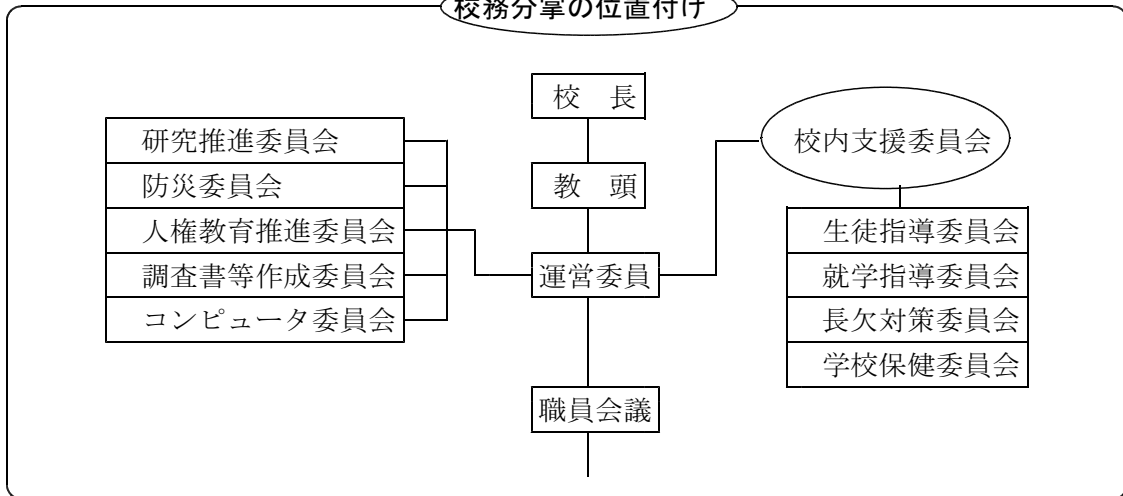 校務分掌の位置付け
校　長
教　頭
運営委員
職員会議
研究推進委員会
防災委員会
人権教育推進委員会
調査書等作成委員会
コンピュータ委員会
校内支援委員会
生徒指導委員会
就学指導委員会
長欠対策委員会
学校保健委員会